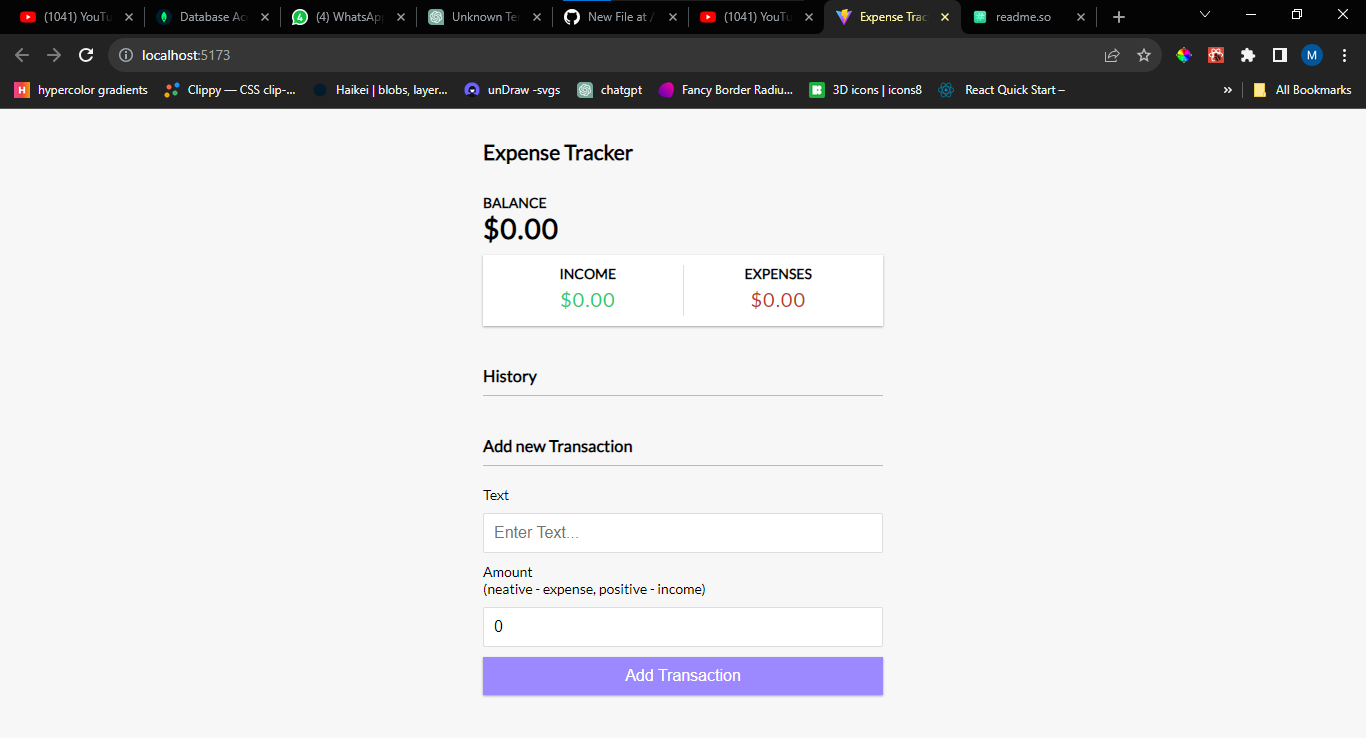 (1041) YouTu
Database Acc
(4) WhatsApp
Unknown Te
New File at /
(1041) YouTu
Expense Trac
readme.so
localhost:5173
M
hypercolor gradients
Clippy — CSS clip-...
Haikei | blobs, layer...
unDraw -svgs
chatgpt
Fancy Border Radiu...
3D icons | icons8
React Quick Start –
»
All Bookmarks
Expense Tracker
BALANCE
$0.00
INCOME
EXPENSES
$0.00
$0.00
History
Add new Transaction
Text
Enter Text...
Amount
(neative - expense, positive - income)
0
Add Transaction